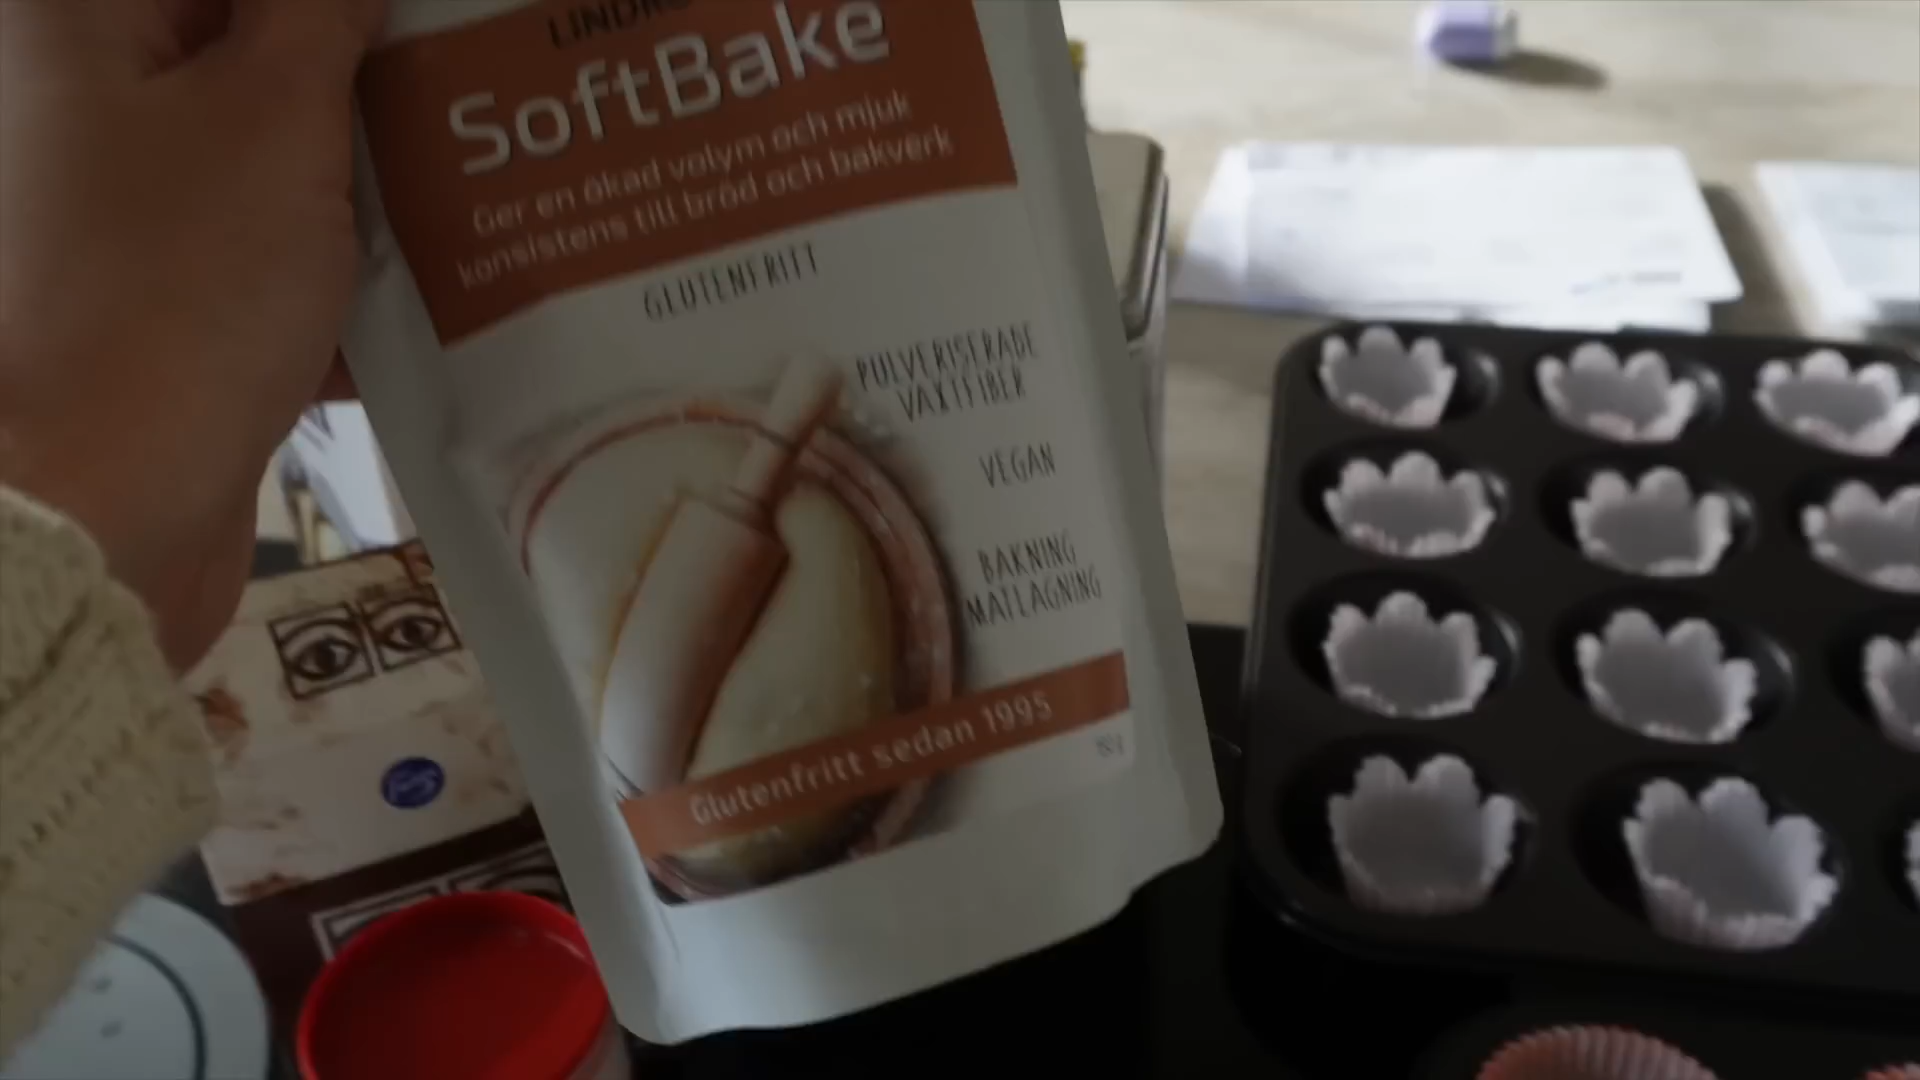 SoftBake
Ger en ökad volym och mjuk
konsistens till bröd och bakverk
GLUTENFRITT
PULVERISERADE
VÄXTFIBER
VEGAN
BAKNING
MATLAGNING
Glutenfritt sedan 1995